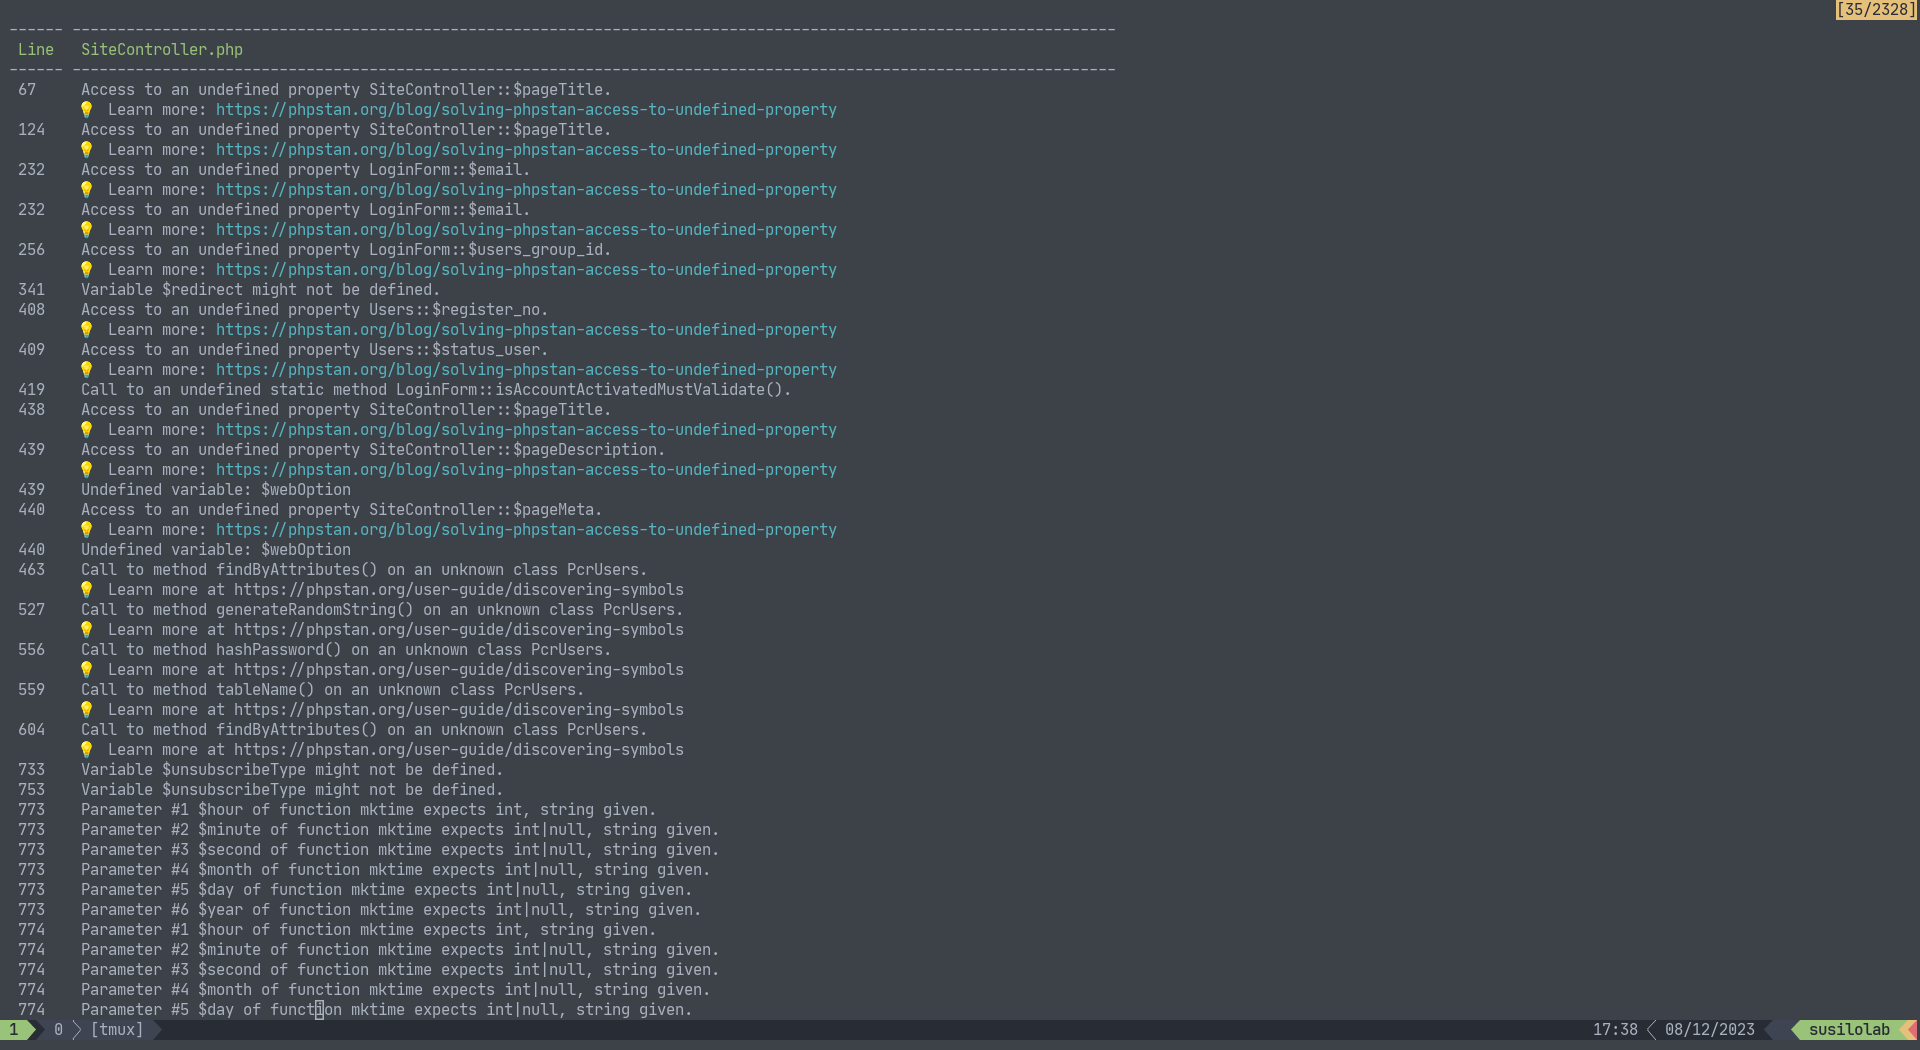 [35/2328]
------ --------------------------------------------------------------------------------------------------------------------
Line SiteController.php
------ --------------------------------------------------------------------------------------------------------------------
67 Access to an undefined property SiteController::$pageTitle.
💡 Learn more: https://phpstan.org/blog/solving-phpstan-access-to-undefined-property
124 Access to an undefined property SiteController::$pageTitle.
💡 Learn more: https://phpstan.org/blog/solving-phpstan-access-to-undefined-property
232 Access to an undefined property LoginForm::$email.
💡 Learn more: https://phpstan.org/blog/solving-phpstan-access-to-undefined-property
232 Access to an undefined property LoginForm::$email.
💡 Learn more: https://phpstan.org/blog/solving-phpstan-access-to-undefined-property
256 Access to an undefined property LoginForm::$users_group_id.
💡 Learn more: https://phpstan.org/blog/solving-phpstan-access-to-undefined-property
341 Variable $redirect might not be defined.
408 Access to an undefined property Users::$register_no.
💡 Learn more: https://phpstan.org/blog/solving-phpstan-access-to-undefined-property
409 Access to an undefined property Users::$status_user.
💡 Learn more: https://phpstan.org/blog/solving-phpstan-access-to-undefined-property
419 Call to an undefined static method LoginForm::isAccountActivatedMustValidate().
438 Access to an undefined property SiteController::$pageTitle.
💡 Learn more: https://phpstan.org/blog/solving-phpstan-access-to-undefined-property
439 Access to an undefined property SiteController::$pageDescription.
💡 Learn more: https://phpstan.org/blog/solving-phpstan-access-to-undefined-property
439 Undefined variable: $webOption
440 Access to an undefined property SiteController::$pageMeta.
💡 Learn more: https://phpstan.org/blog/solving-phpstan-access-to-undefined-property
440 Undefined variable: $webOption
463 Call to method findByAttributes() on an unknown class PcrUsers.
💡 Learn more at https://phpstan.org/user-guide/discovering-symbols
527 Call to method generateRandomString() on an unknown class PcrUsers.
💡 Learn more at https://phpstan.org/user-guide/discovering-symbols
556 Call to method hashPassword() on an unknown class PcrUsers.
💡 Learn more at https://phpstan.org/user-guide/discovering-symbols
559 Call to method tableName() on an unknown class PcrUsers.
💡 Learn more at https://phpstan.org/user-guide/discovering-symbols
604 Call to method findByAttributes() on an unknown class PcrUsers.
💡 Learn more at https://phpstan.org/user-guide/discovering-symbols
733 Variable $unsubscribeType might not be defined.
753 Variable $unsubscribeType might not be defined.
773 Parameter #1 $hour of function mktime expects int, string given.
773 Parameter #2 $minute of function mktime expects int|null, string given.
773 Parameter #3 $second of function mktime expects int|null, string given.
773 Parameter #4 $month of function mktime expects int|null, string given.
773 Parameter #5 $day of function mktime expects int|null, string given.
773 Parameter #6 $year of function mktime expects int|null, string given.
774 Parameter #1 $hour of function mktime expects int, string given.
774 Parameter #2 $minute of function mktime expects int|null, string given.
774 Parameter #3 $second of function mktime expects int|null, string given.
774 Parameter #4 $month of function mktime expects int|null, string given.
774 Parameter #5 $day of function mktime expects int|null, string given.
1 0 [tmux] 17:38 08/12/2023 susilolab